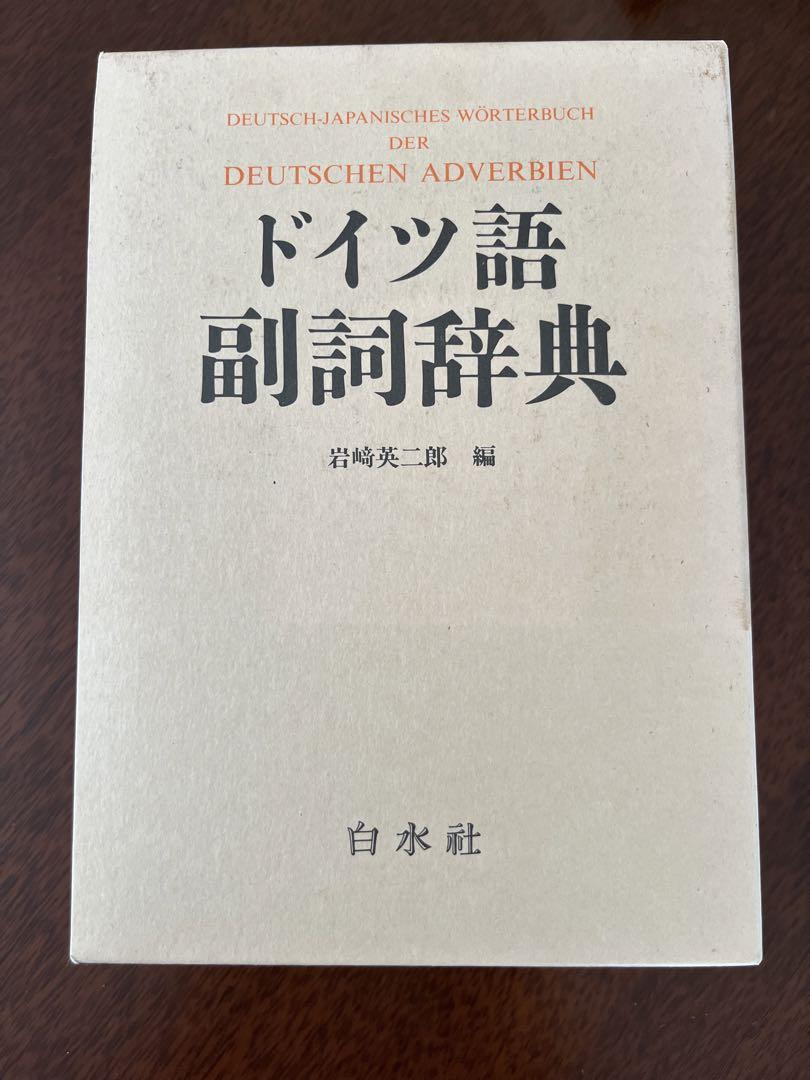 DEUTSCH-JAPANISCHES WÖRTERBUCH
DER
DEUTSCHEN ADVERBIEN
ドイツ語
副詞辞典
岩﨑英二郎 編
白水社